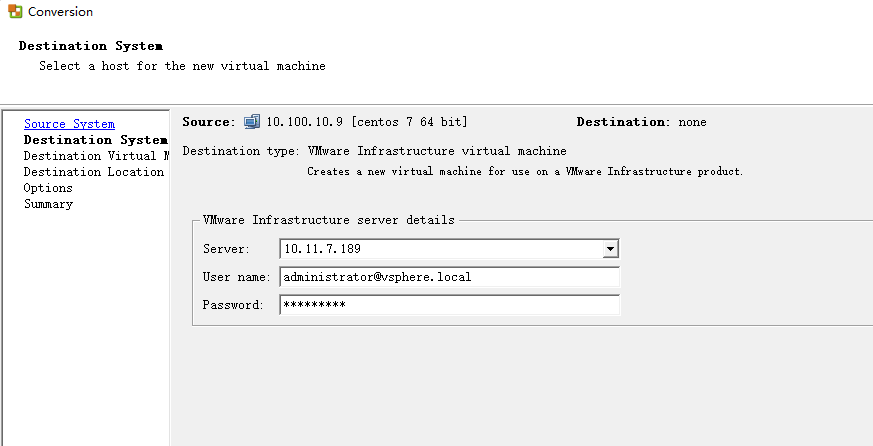 Conversion
Destination System
Select a host for the new virtual machine
Source System
Destination System
Destination Virtual M
Destination Location
Options
Summary
Source: 10.100.10.9 [centos 7 64 bit] Destination: none
Destination type: VMware Infrastructure virtual machine
Creates a new virtual machine for use on a VMware Infrastructure product.
VMware Infrastructure server details
Server: 10.11.7.189
User name: administrator@vsphere.local
Password: *********